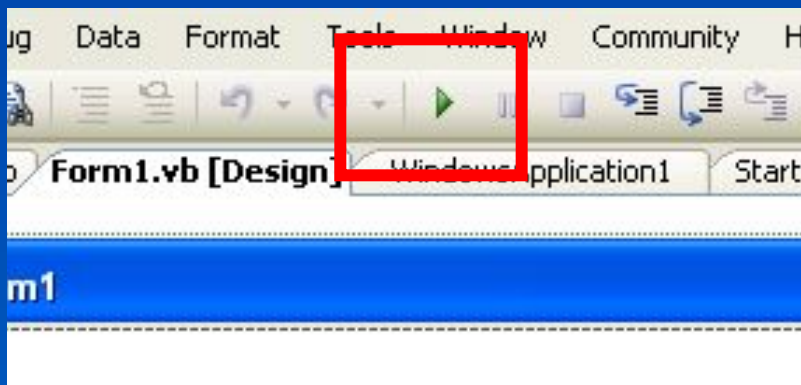 ug Data Format Tools Window Community H
Form1.vb [Design] WindowsApplication1 Start
m1